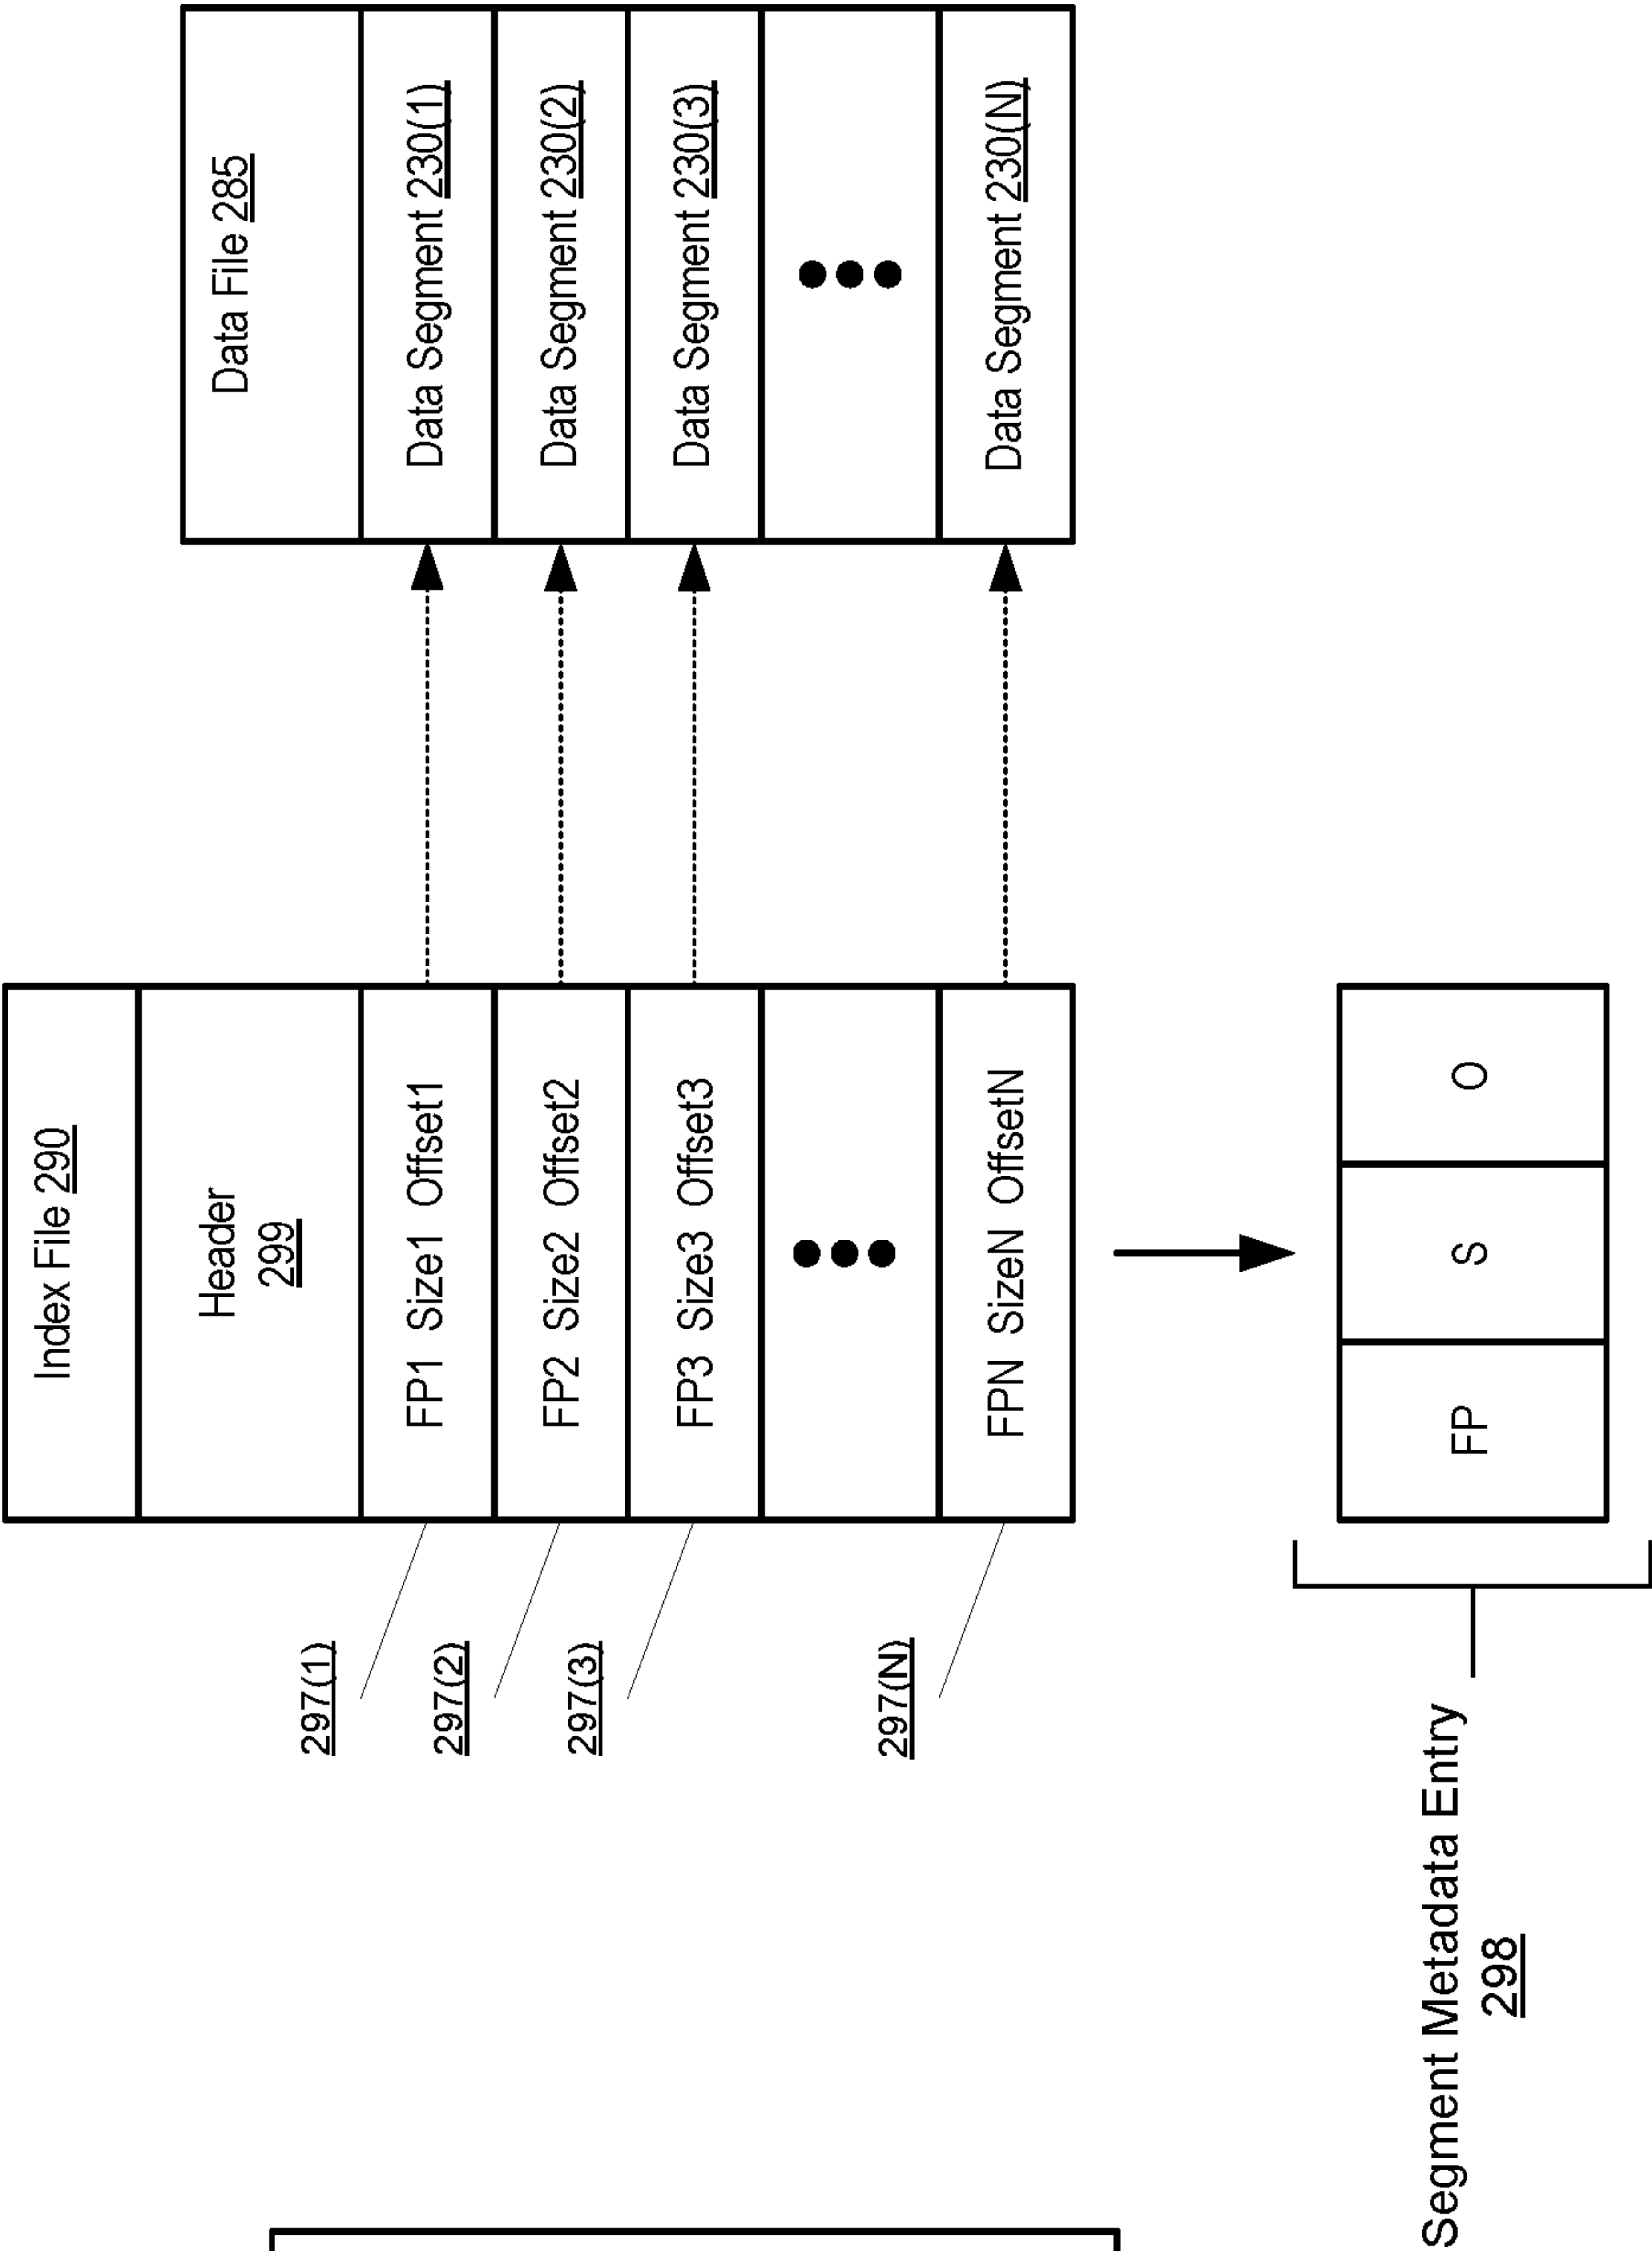 Index File 290
Header
299
FP1 Size1 Offset1
FP2 Size2 Offset2
FP3 Size3 Offset3
FPN SizeN OffsetN
297(1)
297(2)
297(3)
297(N)
Data File 285
Data Segment 230(1)
Data Segment 230(2)
Data Segment 230(3)
Data Segment 230(N)
Segment Metadata Entry
298
FP S O